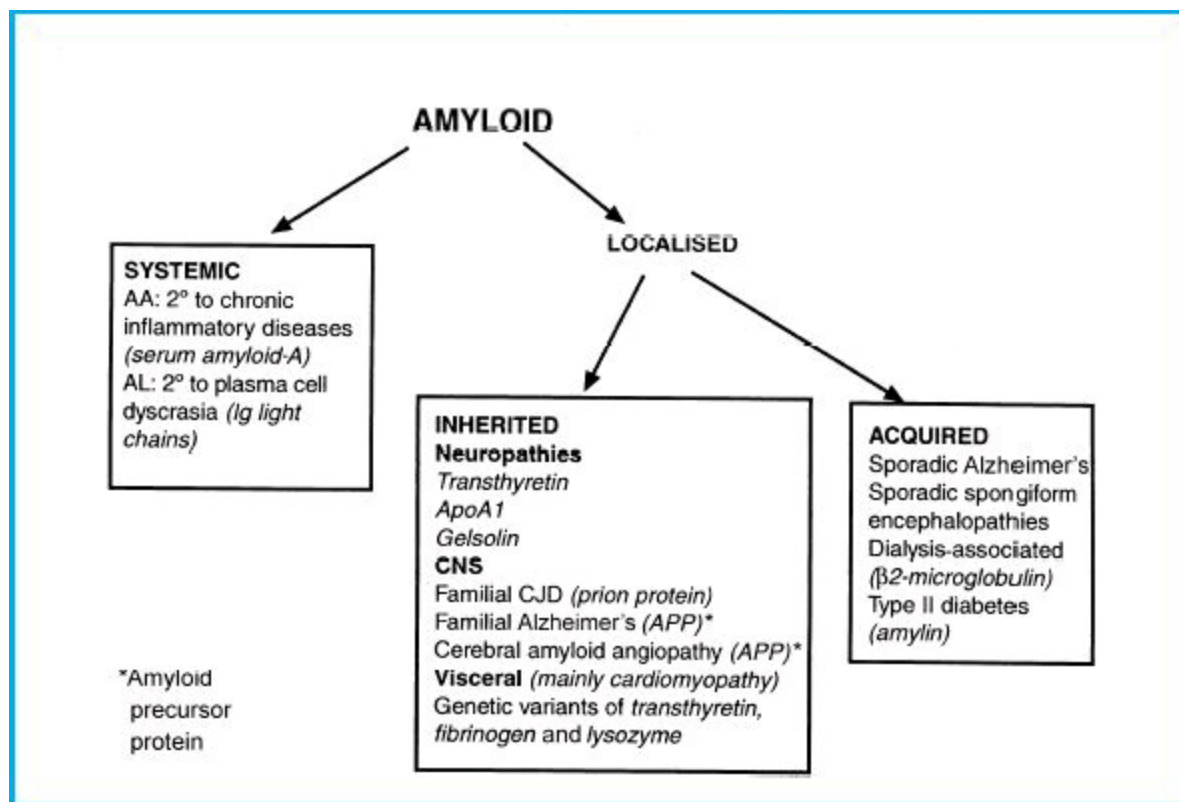 AMYLOID
SYSTEMIC
AA: 2º to chronic
inflammatory diseases
(serum amyloid-A)
AL: 2º to plasma cell
dyscrasia (Ig light
chains)
LOCALISED
INHERITED
Neuropathies
Transthyretin
ApoA1
Gelsolin
CNS
Familial CJD (prion protein)
Familial Alzheimer's (APP)*
Cerebral amyloid angiopathy (APP)*
Visceral (mainly cardiomyopathy)
Genetic variants of transthyretin,
fibrinogen and lysozyme
ACQUIRED
Sporadic Alzheimer's
Sporadic spongiform
encephalopathies
Dialysis-associated
(β2-microglobulin)
Type II diabetes
(amylin)
*Amyloid
precursor
protein